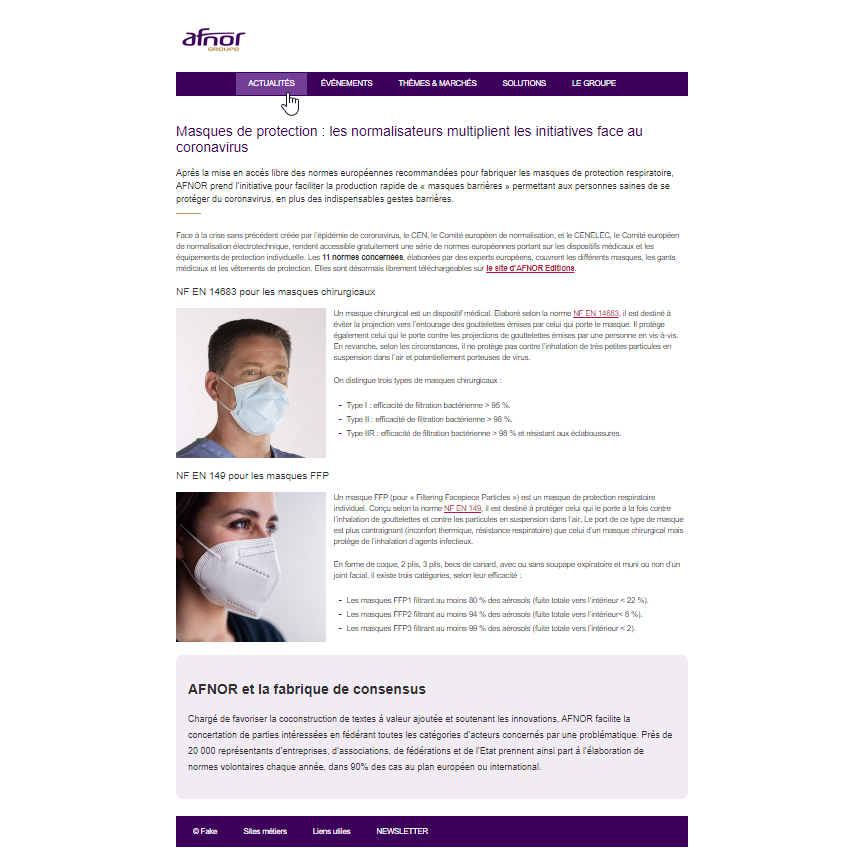 afnor
GROUPE
ACTUALITÉS ÉVÉNEMENTS THÈMES & MARCHÉS SOLUTIONS LE GROUPE
Masques de protection : les normalisateurs multiplient les initiatives face au
coronavirus
Après la mise en accès libre des normes européennes recommandées pour fabriquer les masques de protection respiratoire,
AFNOR prend l'initiative pour faciliter la production rapide de « masques barrières » permettant aux personnes saines de se
protéger du coronavirus, en plus des indispensables gestes barrières.
Face à la crise sans précédent créée par l'épidémie de coronavirus, le CEN, le Comité européen de normalisation, et le CENELEC, le Comité européen
de normalisation électrotechnique, rendent accessible gratuitement une série de normes européennes portant sur les dispositifs médicaux et les
équipements de protection individuelle. Les 11 normes concernées, élaborées par des experts européens, couvrent les différents masques, les gants
médicaux et les vêtements de protection. Elles sont désormais librement téléchargeables sur le site d'AFNOR Editions.
NF EN 14683 pour les masques chirurgicaux
Un masque chirurgical est un dispositif médical. Elaboré selon la norme NF EN 14683, il est destiné à
éviter la projection vers l'entourage des gouttelettes émises par celui qui porte le masque. Il protège
également celui qui le porte contre les projections de gouttelettes émises par une personne en vis-à-vis.
En revanche, selon les circonstances, il ne protège pas contre l'inhalation de très petites particules en
suspension dans l'air et potentiellement porteuses de virus.
On distingue trois types de masques chirurgicaux :
- Type I : efficacité de filtration bactérienne > 95 %.
- Type II : efficacité de filtration bactérienne > 98 %.
- Type IIR : efficacité de filtration bactérienne > 98 % et résistant aux éclaboussures.
NF EN 149 pour les masques FFP
Un masque FFP (pour « Filtering Facepiece Particles ») est un masque de protection respiratoire
individuel. Conçu selon la norme NF EN 149, il est destiné à protéger celui qui le porte à la fois contre
l'inhalation de gouttelettes et contre les particules en suspension dans l'air. Le port de ce type de masque
est plus contraignant (inconfort thermique, résistance respiratoire) que celui d'un masque chirurgical mais
protège de l'inhalation d'agents infectieux.
En forme de coque, 2 plis, 3 plis, becs de canard, avec ou sans soupape expiratoire et muni ou non d'un
joint facial, il existe trois catégories, selon leur efficacité :
- Les masques FFP1 filtrant au moins 80 % des aérosols (fuite totale vers l'intérieur < 22 %).
- Les masques FFP2 filtrant au moins 94 % des aérosols (fuite totale vers l'intérieur< 8 %).
- Les masques FFP3 filtrant au moins 99 % des aérosols (fuite totale vers l'intérieur < 2).
AFNOR et la fabrique de consensus
Chargé de favoriser la coconstruction de textes à valeur ajoutée et soutenant les innovations, AFNOR facilite la
concertation de parties intéressées en fédérant toutes les catégories d'acteurs concernés par une problématique. Près de
20 000 représentants d'entreprises, d'associations, de fédérations et de l'Etat prennent ainsi part à l'élaboration de
normes volontaires chaque année, dans 90% des cas au plan européen ou international.
© Fake Sites métiers Liens utiles NEWSLETTER